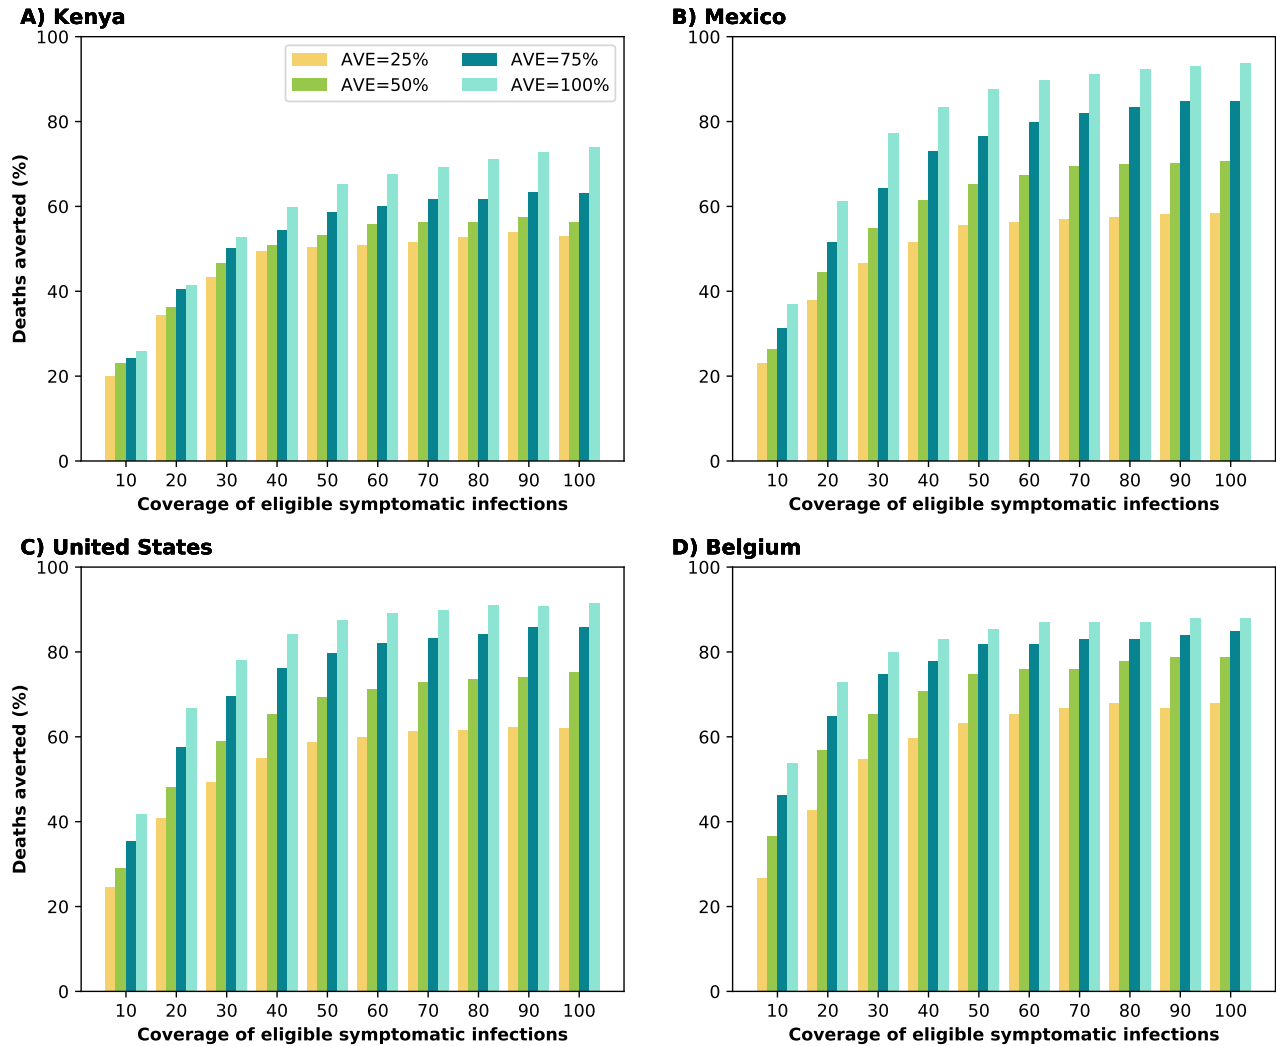 A) Kenya
100
80
60
40
20
0
Deaths averted (%)
AVE=25%
AVE=50%
AVE=75%
AVE=100%
10 20 30 40 50 60 70 80 90 100
Coverage of eligible symptomatic infections
B) Mexico
100
80
60
40
20
0
10 20 30 40 50 60 70 80 90 100
Coverage of eligible symptomatic infections
C) United States
100
80
60
40
20
0
Deaths averted (%)
10 20 30 40 50 60 70 80 90 100
Coverage of eligible symptomatic infections
D) Belgium
100
80
60
40
20
0
10 20 30 40 50 60 70 80 90 100
Coverage of eligible symptomatic infections